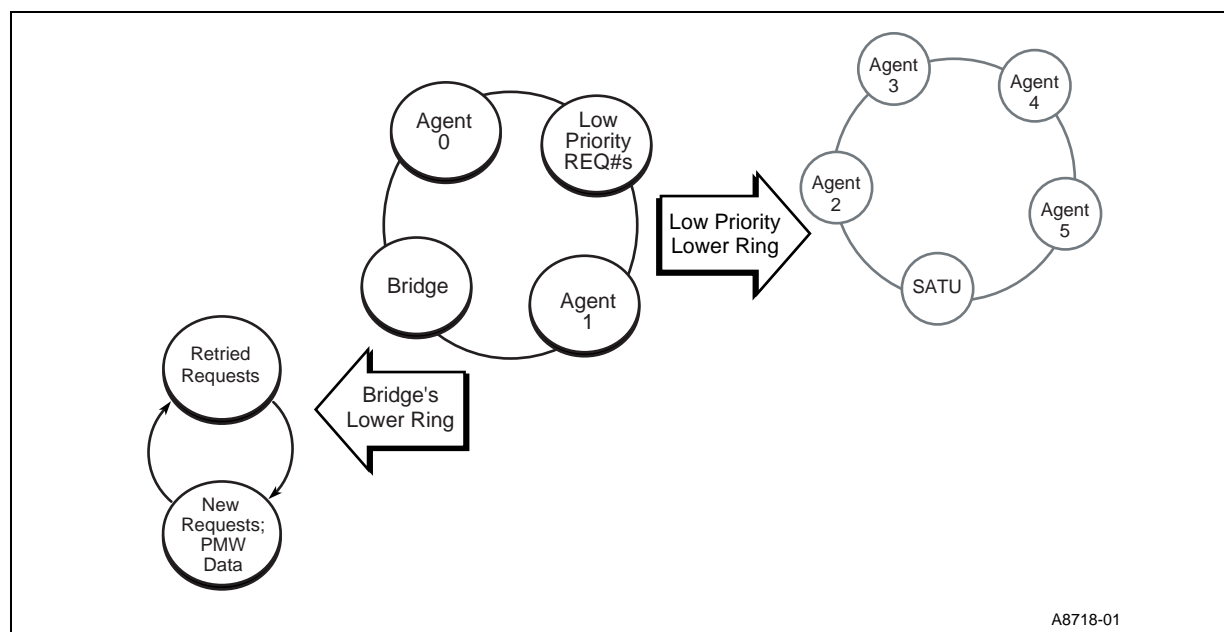 Agent
0
Low
Priority
REQ#s
Bridge
Agent
1
Low Priority
Lower Ring
Agent
3
Agent
4
Agent
2
Agent
5
SATU
Bridge's
Lower Ring
Retried
Requests
New
Requests;
PMW
Data
A8718-01